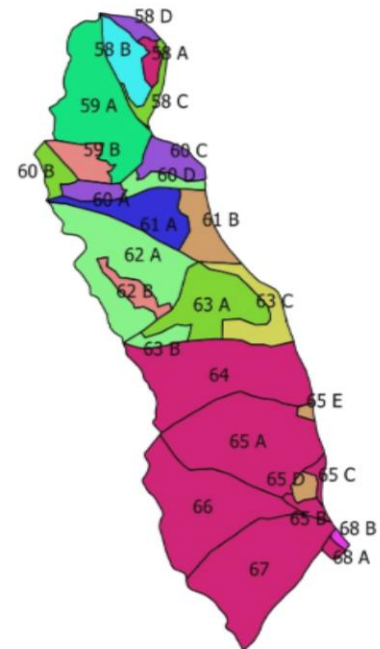 58 D
58 B
58 A
59 A
58 C
59 B
60 C
60 B
60 D
60 A
61 A
61 B
62 A
62 B
63 A
63 C
63 B
64
65 E
65 A
65 D
65 C
66
65 B
68 B
68 A
67